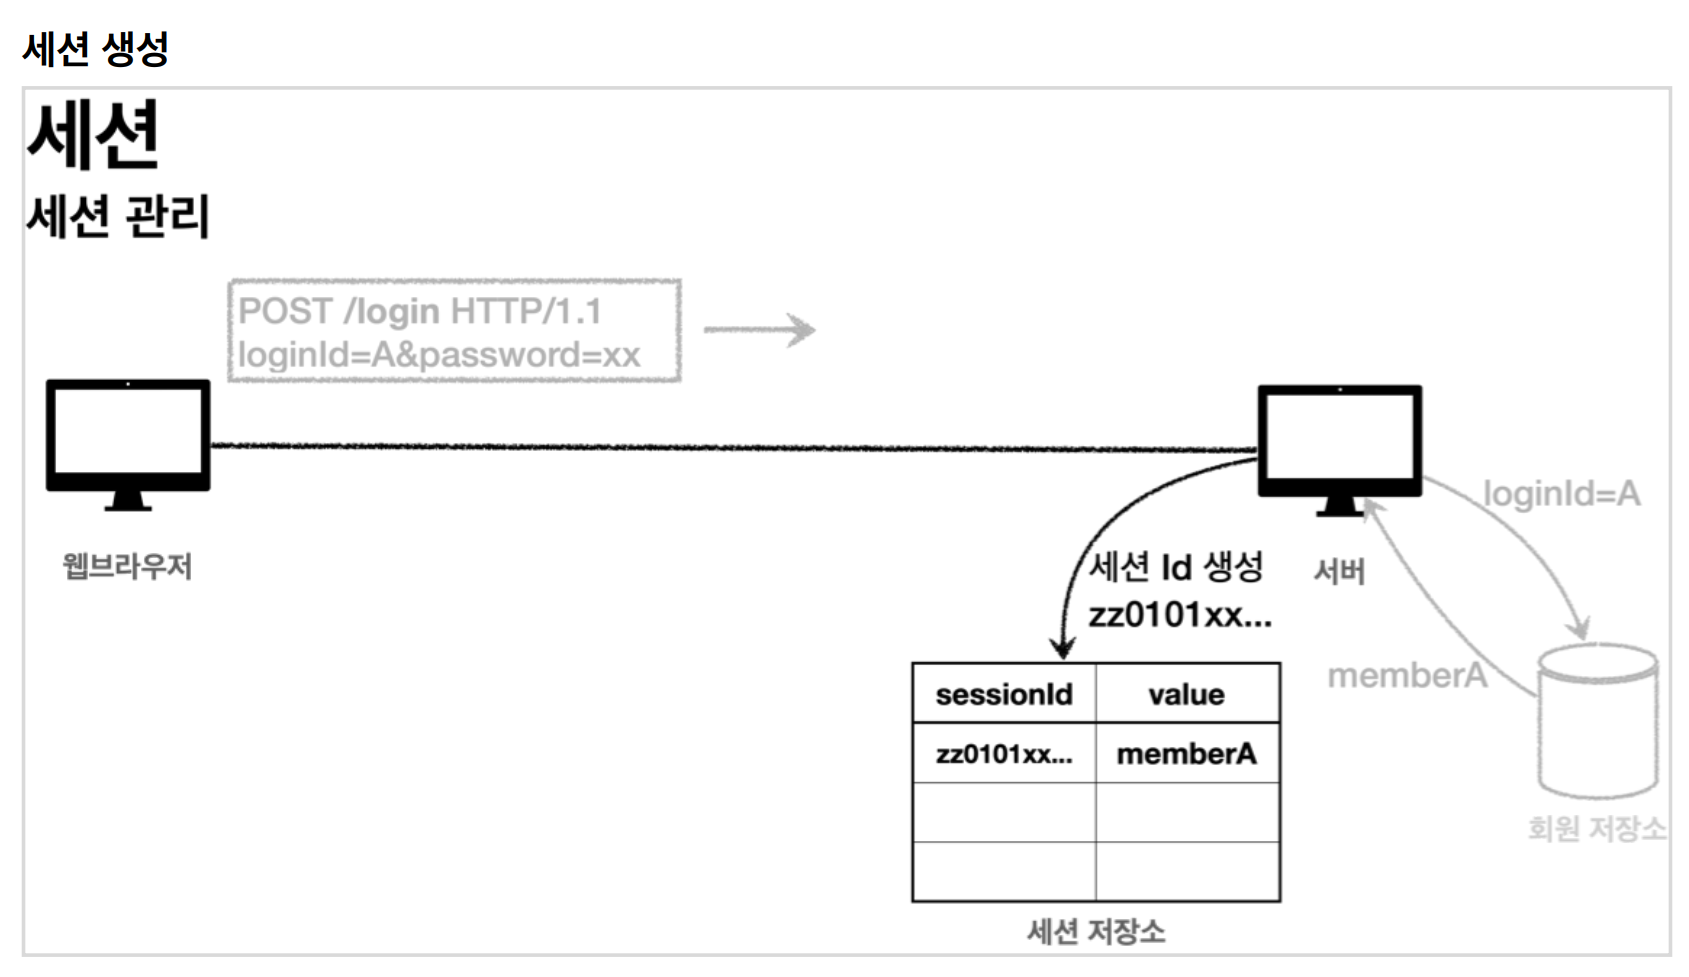 세션 생성
세션
세션 관리
POST /login HTTP/1.1
loginId=A&password=xx
웹브라우저
서버
loginId=A
memberA
회원 저장소
세션 Id 생성
zz0101xx...
sessionId value
zz0101xx... memberA
세션 저장소